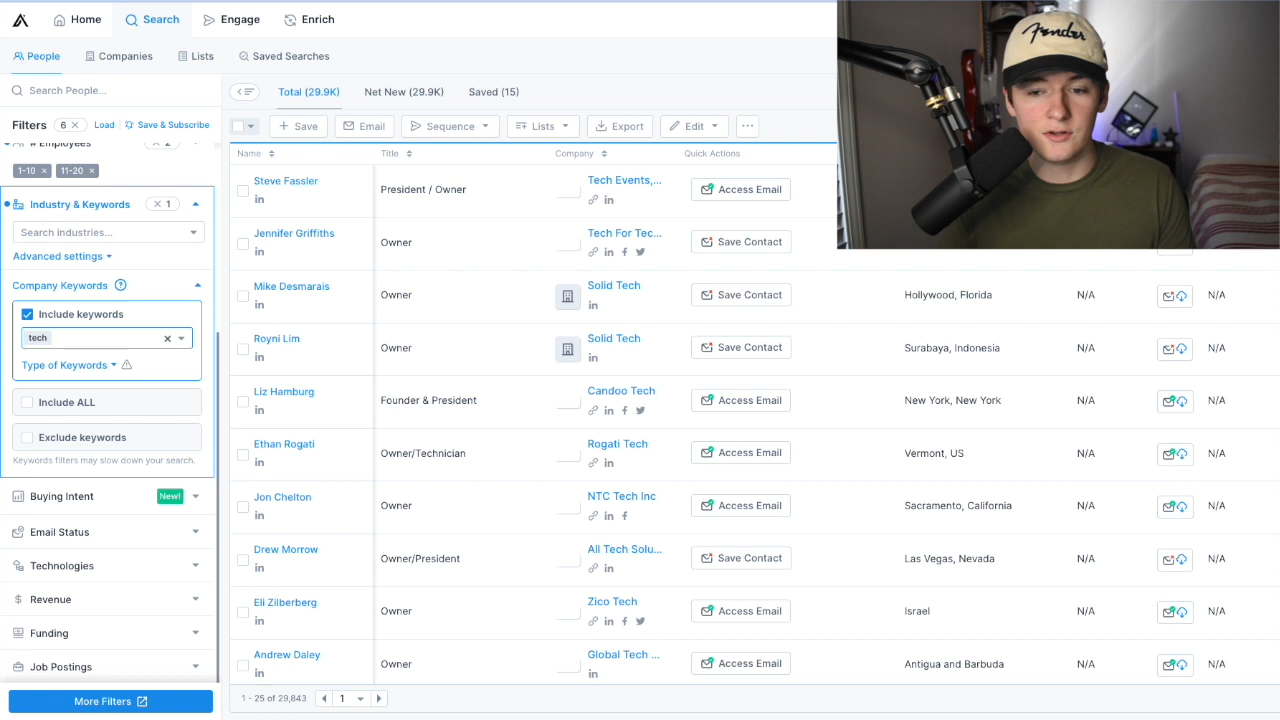 Home
Search
Engage
Enrich
People
Companies
Lists
Saved Searches
Search People...
Total (29.9K)
Net New (29.9K)
Saved (15)
Filters
6
Load
Save & Subscribe
Save
Email
Sequence
Lists
Export
Edit
# Employees
2
1-10
11-20
Industry & Keywords
1
Search industries...
Advanced settings
Company Keywords
Include keywords
tech
Type of Keywords
Include ALL
Exclude keywords
Keywords filters may slow down your search.
Buying Intent
New!
Email Status
Technologies
Revenue
Funding
Job Postings
More Filters
Name
Title
Company
Quick Actions
Steve Fassler
President / Owner
Tech Events,...
Access Email
Jennifer Griffiths
Owner
Tech For Tec...
Save Contact
Mike Desmarais
Owner
Solid Tech
Save Contact
Hollywood, Florida
N/A
N/A
Royni Lim
Owner
Solid Tech
Save Contact
Surabaya, Indonesia
N/A
N/A
Liz Hamburg
Founder & President
Candoo Tech
Access Email
New York, New York
N/A
N/A
Ethan Rogati
Owner/Technician
Rogati Tech
Access Email
Vermont, US
N/A
N/A
Jon Chelton
Owner
NTC Tech Inc
Access Email
Sacramento, California
N/A
N/A
Drew Morrow
Owner/President
All Tech Solu...
Save Contact
Las Vegas, Nevada
N/A
N/A
Eli Zilberberg
Owner
Zico Tech
Access Email
Israel
N/A
N/A
Andrew Daley
Owner
Global Tech ...
Access Email
Antigua and Barbuda
N/A
N/A
1 - 25 of 29,843
1
Fender